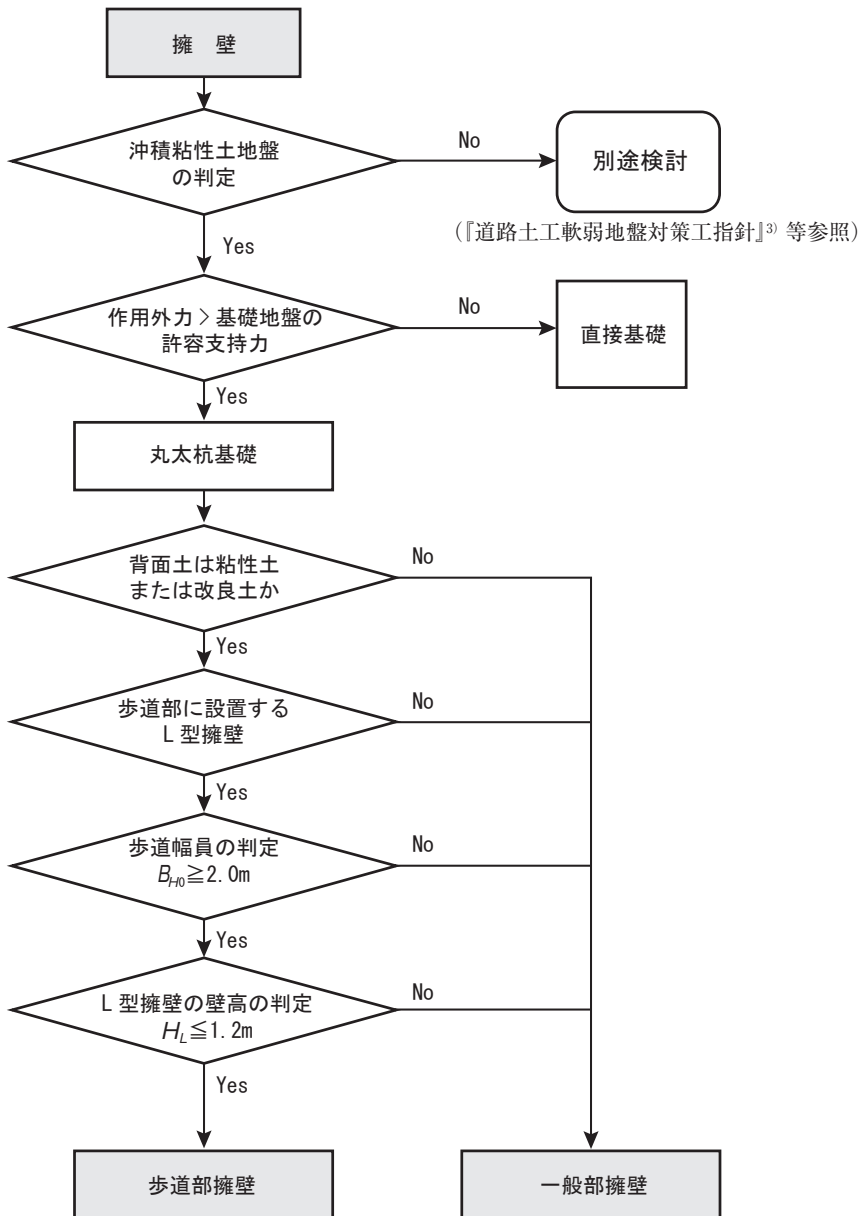 擁　壁
沖積粘性土地盤
の判定
No
別途検討
（『道路土工軟弱地盤対策工指針』3) 等参照）
Yes
作用外力 > 基礎地盤の
許容支持力
No
直接基礎
Yes
丸太杭基礎
背面土は粘性土
または改良土か
No
Yes
歩道部に設置する
L 型擁壁
No
Yes
歩道幅員の判定
BH0≧2.0m
No
Yes
L 型擁壁の壁高の判定
HL≦1.2m
No
Yes
歩道部擁壁
一般部擁壁